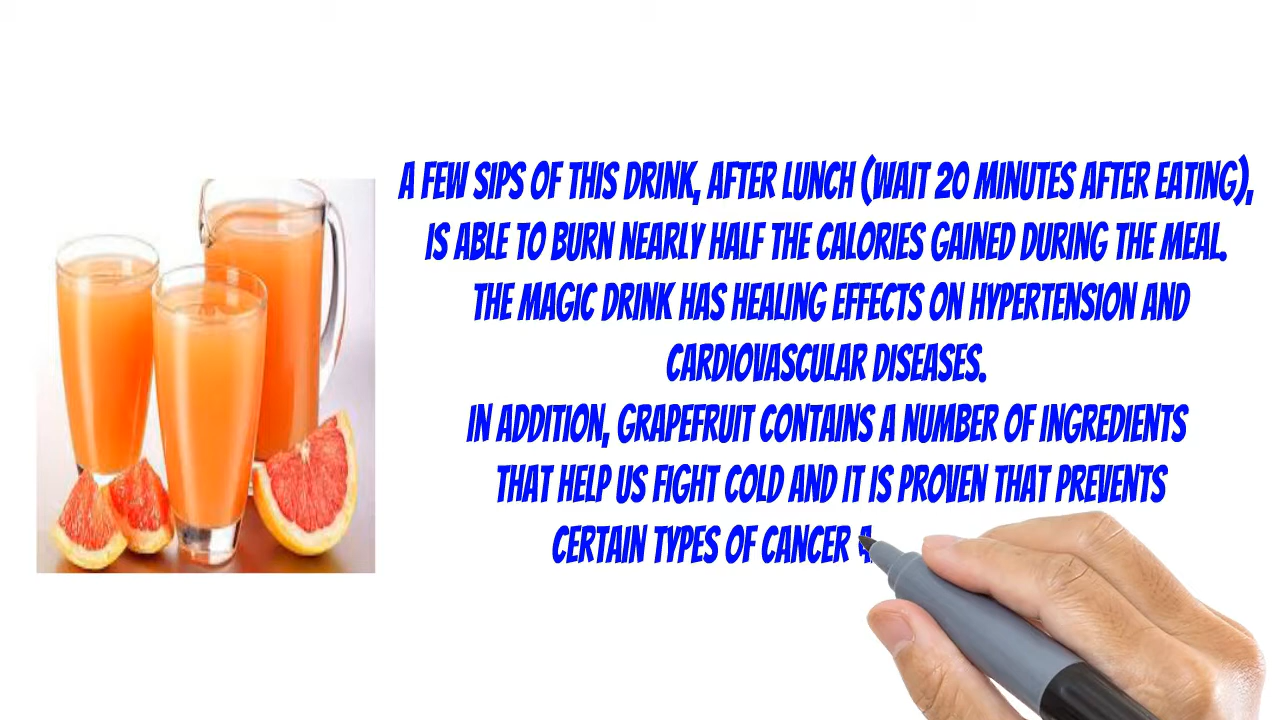 A FEW SIPS OF THIS DRINK, AFTER LUNCH (WAIT 20 MINUTES AFTER EATING),
IS ABLE TO BURN NEARLY HALF THE CALORIES GAINED DURING THE MEAL.
THE MAGIC DRINK HAS HEALING EFFECTS ON HYPERTENSION AND
CARDIOVASCULAR DISEASES.
IN ADDITION, GRAPEFRUIT CONTAINS A NUMBER OF INGREDIENTS
THAT HELP US FIGHT COLD AND IT IS PROVEN THAT PREVENTS
CERTAIN TYPES OF CANCER